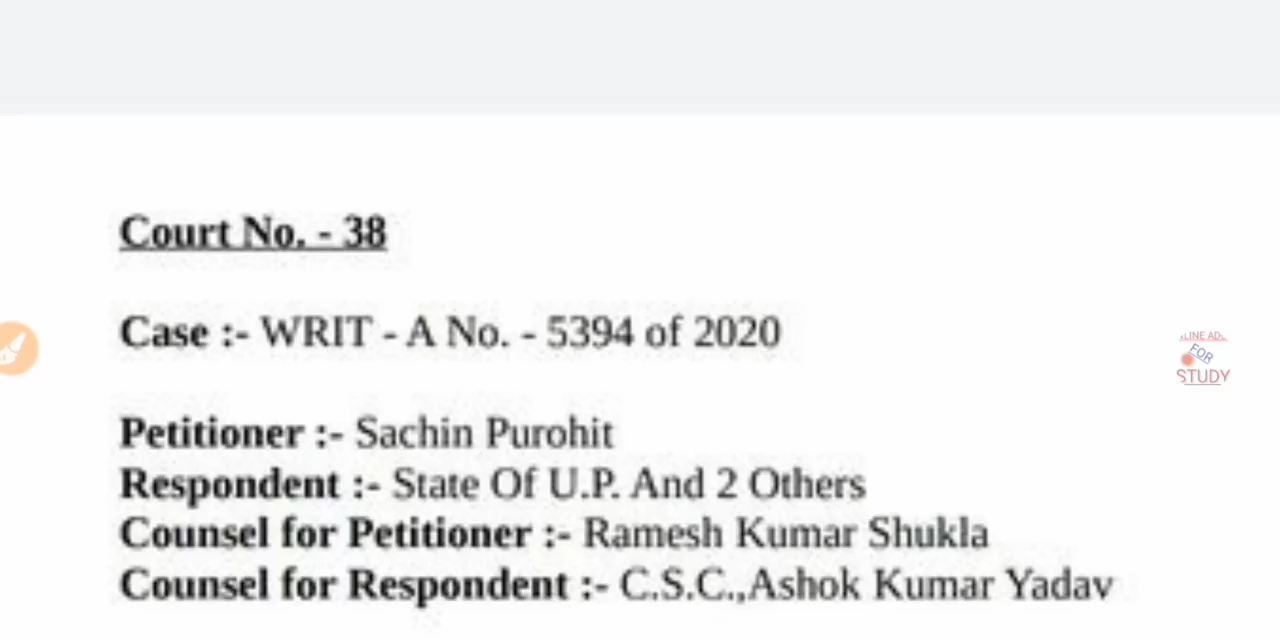 Court No. - 38
Case :- WRIT - A No. - 5394 of 2020
Petitioner :- Sachin Purohit
Respondent :- State Of U.P. And 2 Others
Counsel for Petitioner :- Ramesh Kumar Shukla
Counsel for Respondent :- C.S.C.,Ashok Kumar Yadav
FOR
STUDY